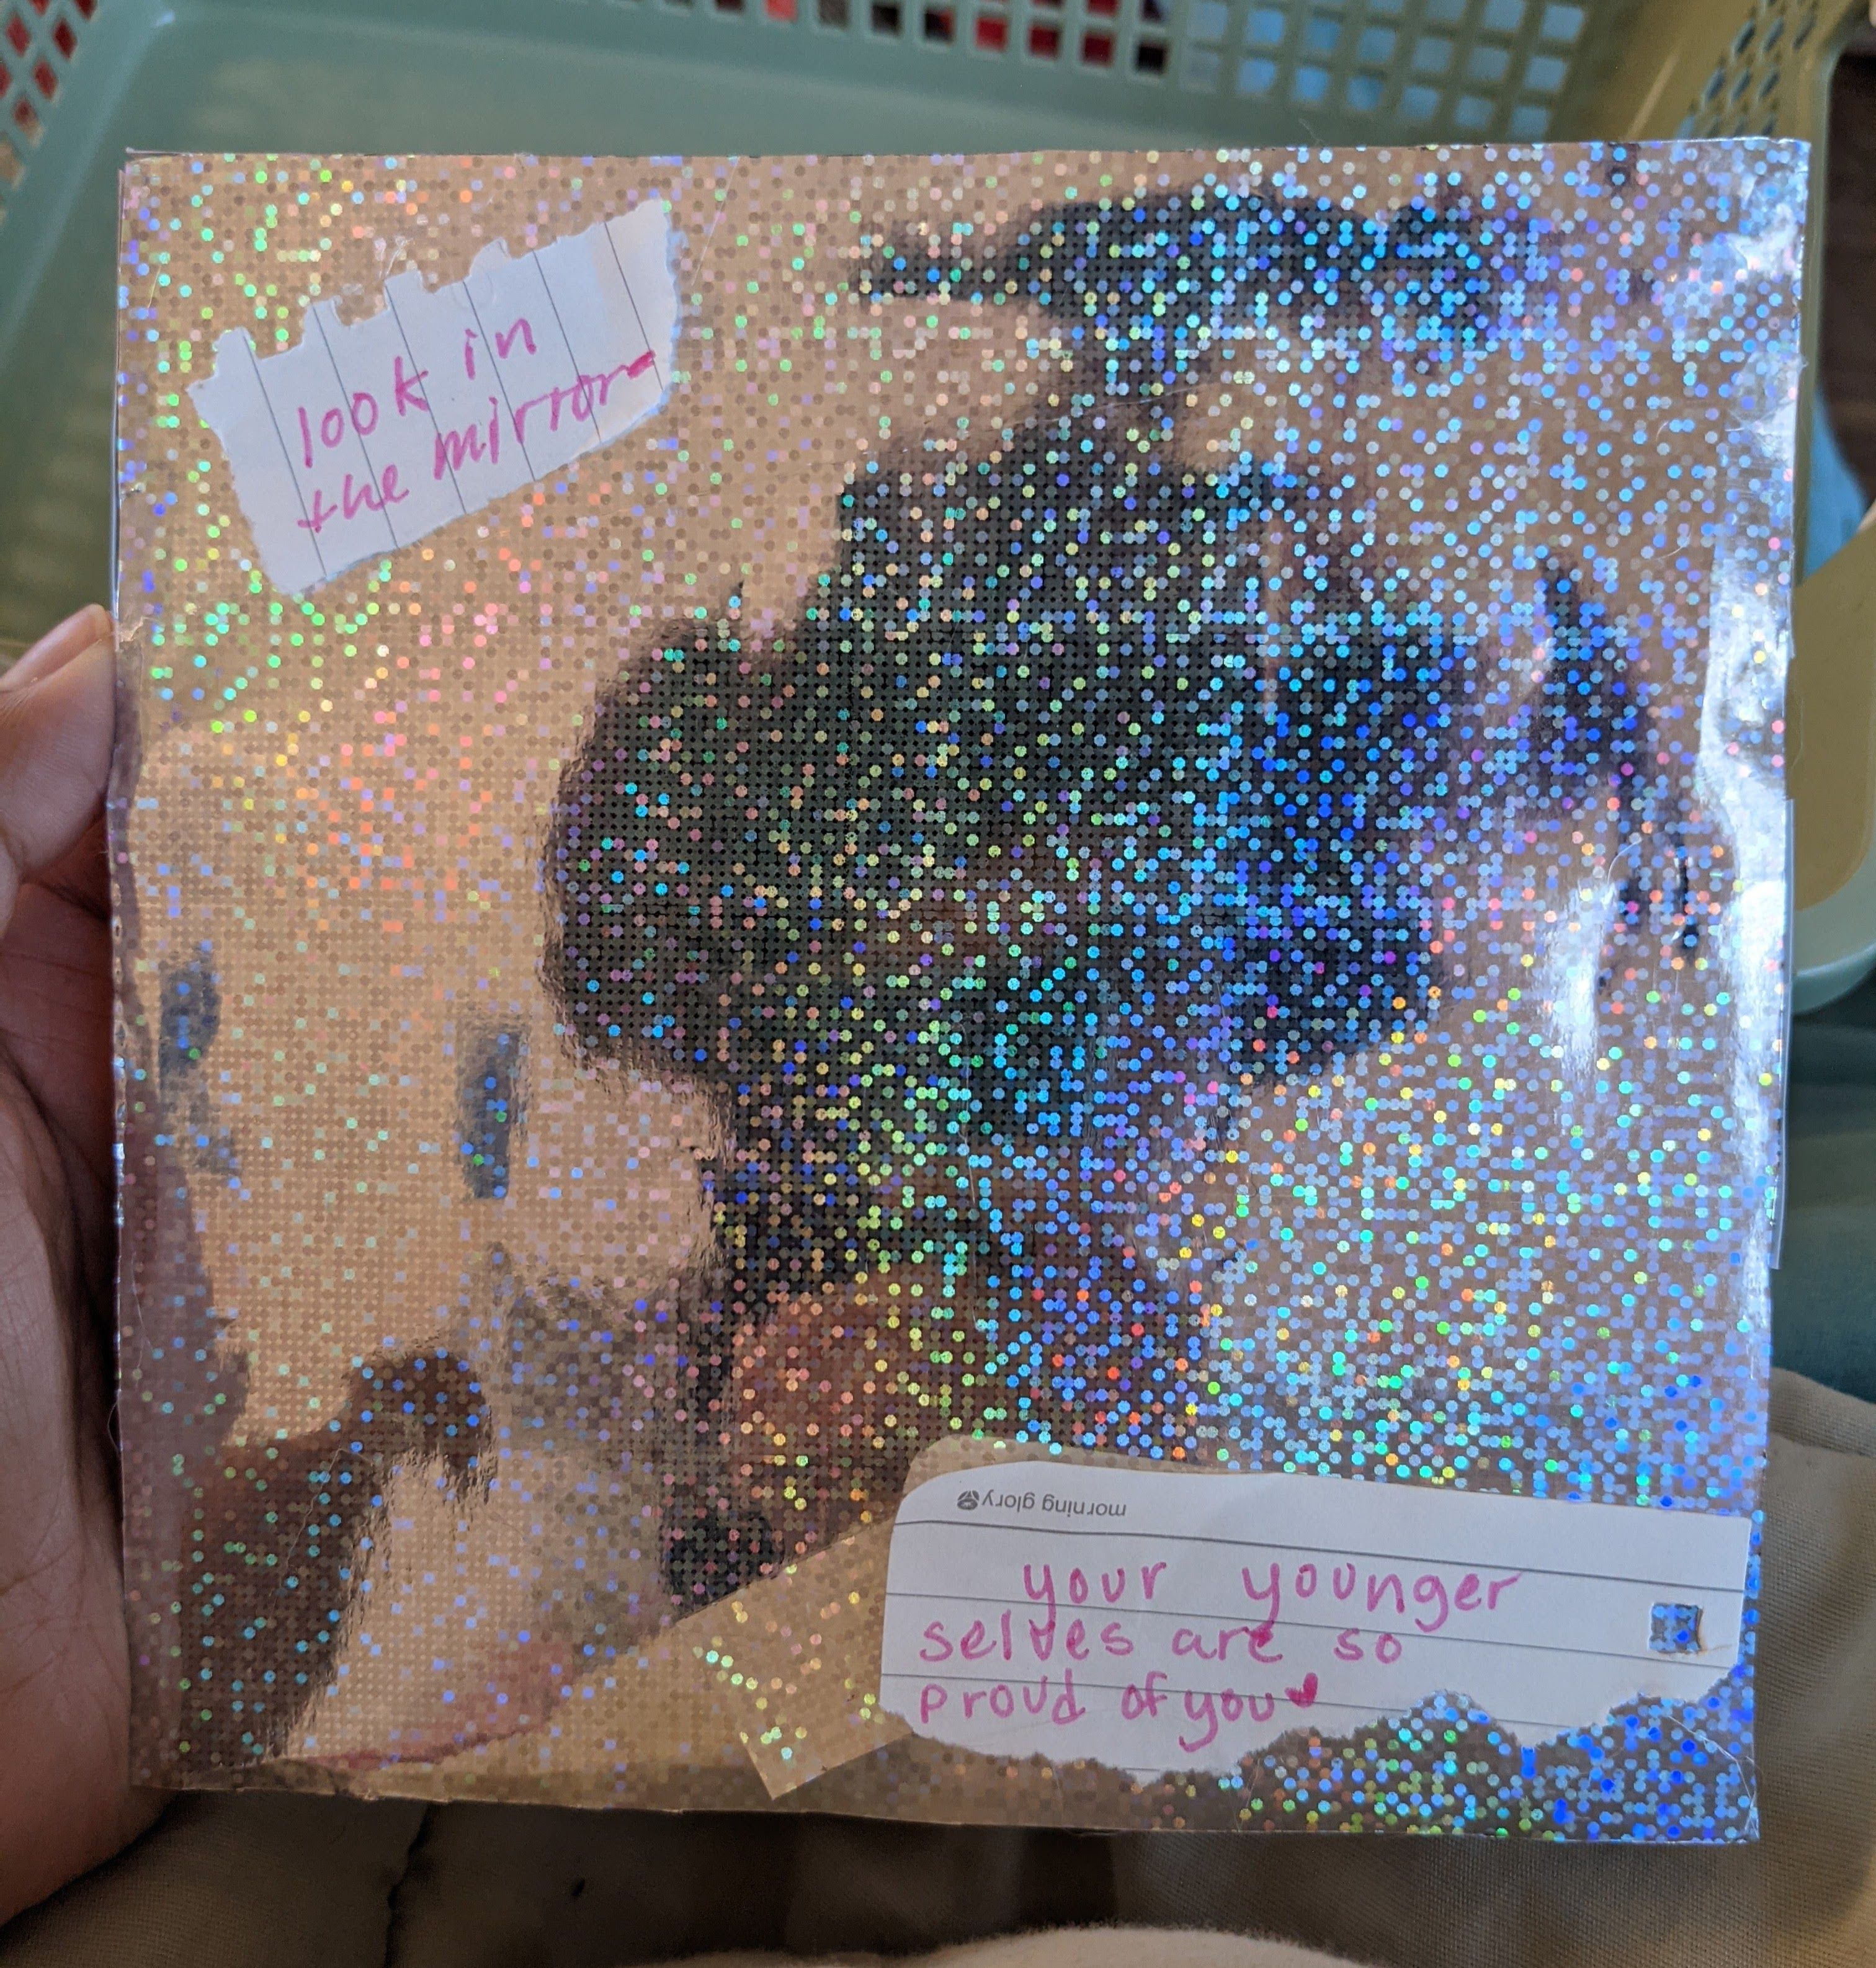 look in
the mirror
morning glory
your younger
selves are so
proud of you♥